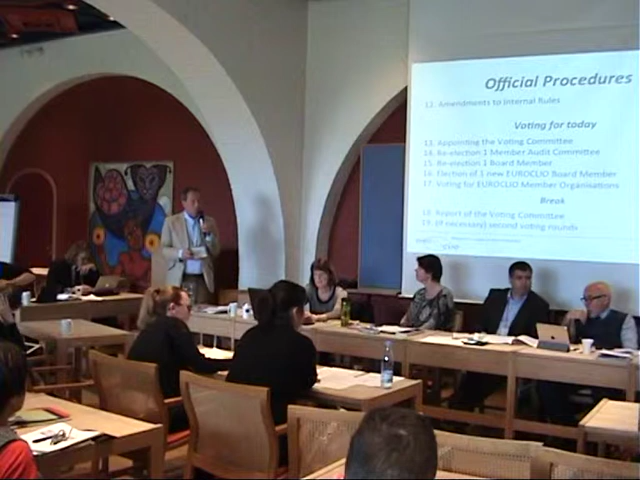 Official Procedures
12. Amendments to Internal Rules
Voting for today
13. Appointing the Voting Committee
14. Re-election 1 Member Audit Committee
15. Re-election 1 Board Member
16. Election of 1 new EUROCLIO Board Member
17. Voting for EUROCLIO Member Organisations
Break
18. Report of the Voting Committee
19. (If necessary) second voting rounds